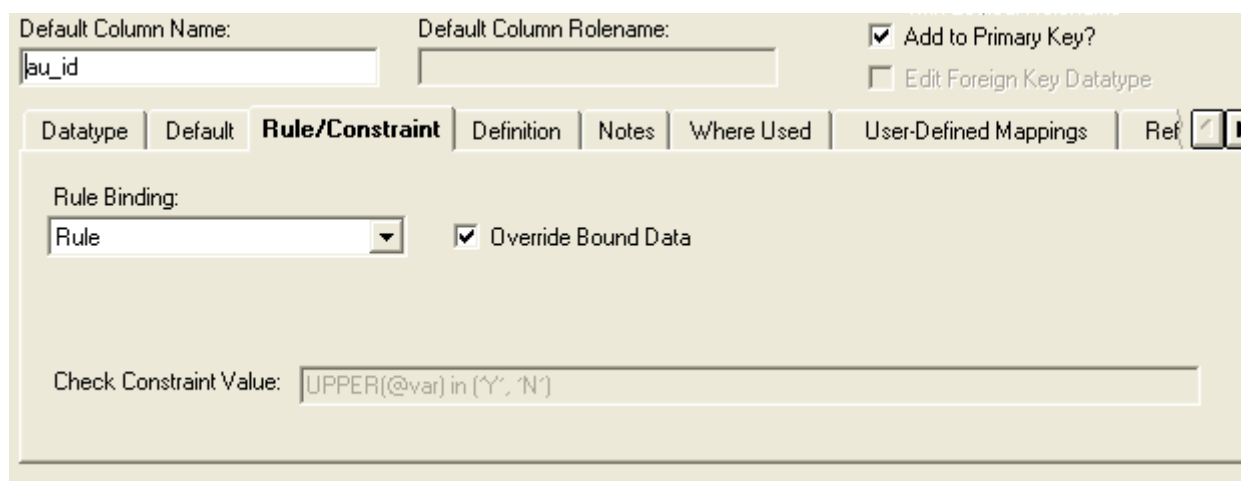 Default Column Name:
Default Column Rolename:
Add to Primary Key?
au_id
Edit Foreign Key Datatype
Datatype Default Rule/Constraint Definition Notes Where Used User-Defined Mappings Ref
Rule Binding:
Rule
Override Bound Data
Check Constraint Value: UPPER(@var) in ('Y', 'N')